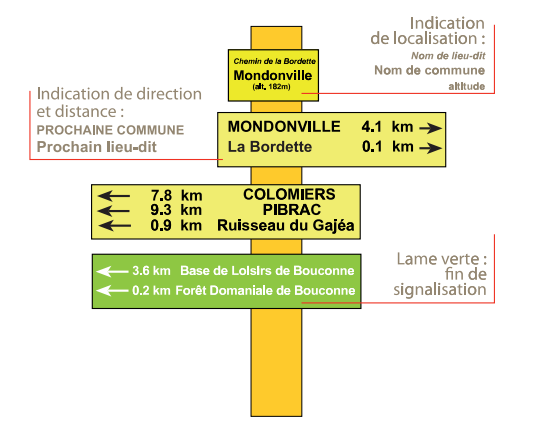 Indication
de localisation :
Nom de lieu-dit
Nom de commune
altitude
Chemin de la Bordette
Mondonville
(alt. 182m)
Indication de direction
et distance :
PROCHAINE COMMUNE
Prochain lieu-dit
MONDONVILLE 4.1 km →
La Bordette 0.1 km →
← 7.8 km COLOMIERS
← 9.3 km PIBRAC
← 0.9 km Ruisseau du Gajéa
Lame verte :
fin de
signalisation
← 3.6 km Base de LoIsIrs de Bouconne
← 0.2 km Forêt Domaniale de Bouconne